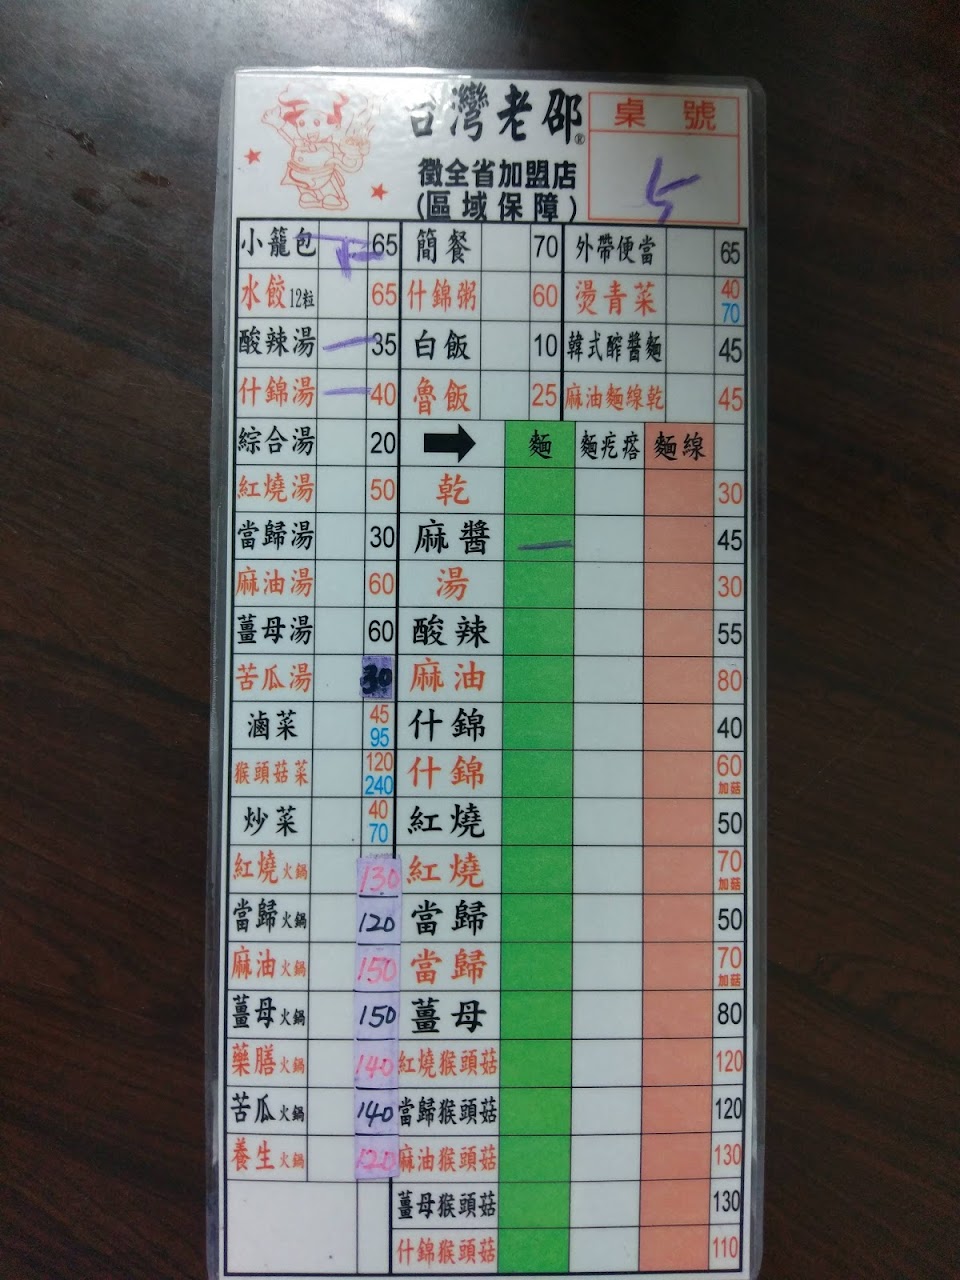 台灣老邵®
徵全省加盟店
(區域保障)
桌號
5
小籠包 65 簡餐 70 外帶便當 65
水餃12粒 65 什錦粥 60 燙青菜 40 70
酸辣湯 一 35 白飯 10 韓式醡醬麵 45
什錦湯 一 40 魯飯 25 麻油麵線乾 45
綜合湯 20 ➡ 麵 麵疙瘩 麵線
紅燒湯 50 乾 30
當歸湯 30 麻醬 一 45
麻油湯 60 湯 30
薑母湯 60 酸辣 55
苦瓜湯 30 麻油 80
滷菜 45 95 什錦 40
猴頭菇菜 120 240 什錦 60 加菇
炒菜 40 70 紅燒 50
紅燒火鍋 130 紅燒 70 加菇
當歸火鍋 120 當歸 50
麻油火鍋 150 當歸 70 加菇
薑母火鍋 150 薑母 80
藥膳火鍋 140 紅燒猴頭菇 120
苦瓜火鍋 140 當歸猴頭菇 120
養生火鍋 120 麻油猴頭菇 130
薑母猴頭菇 130
什錦猴頭菇 110